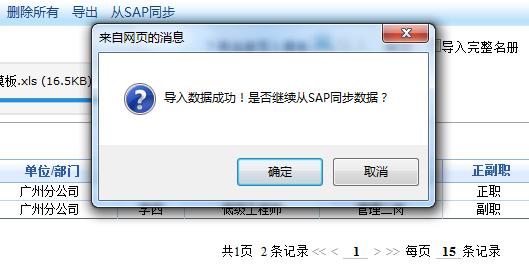 删除所有 导出 从SAP同步
来自网页的消息
导入完整名册
模板.xls (16.5KB)
导入数据成功！是否继续从SAP同步数据？
确定 取消
单位/部门 正副职
广州分公司 正职
广州分公司 李四 低级工程师 管理二岗 副职
共1页 2条记录 << < 1 > >> 每页 15 条记录